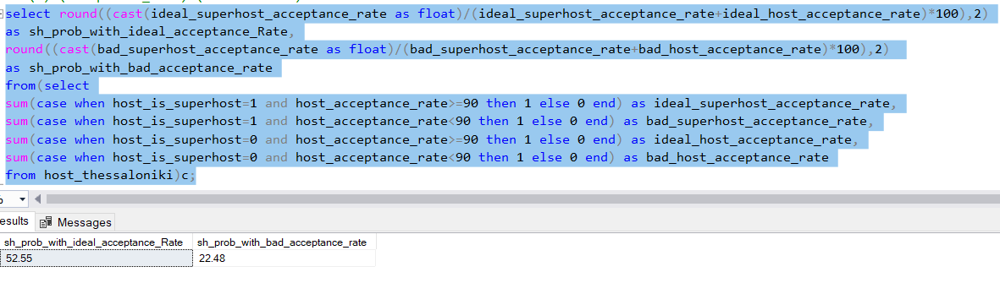 select round((cast(ideal_superhost_acceptance_rate as float)/(ideal_superhost_acceptance_rate+ideal_host_acceptance_rate)*100),2)
as sh_prob_with_ideal_acceptance_Rate,
round((cast(bad_superhost_acceptance_rate as float)/(bad_superhost_acceptance_rate+bad_host_acceptance_rate)*100),2)
as sh_prob_with_bad_acceptance_rate
from(select
sum(case when host_is_superhost=1 and host_acceptance_rate>=90 then 1 else 0 end) as ideal_superhost_acceptance_rate,
sum(case when host_is_superhost=1 and host_acceptance_rate<90 then 1 else 0 end) as bad_superhost_acceptance_rate,
sum(case when host_is_superhost=0 and host_acceptance_rate>=90 then 1 else 0 end) as ideal_host_acceptance_rate,
sum(case when host_is_superhost=0 and host_acceptance_rate<90 then 1 else 0 end) as bad_host_acceptance_rate
from host_thessaloniki)c;
%
esults Messages
sh_prob_with_ideal_acceptance_Rate sh_prob_with_bad_acceptance_rate
52.55 22.48